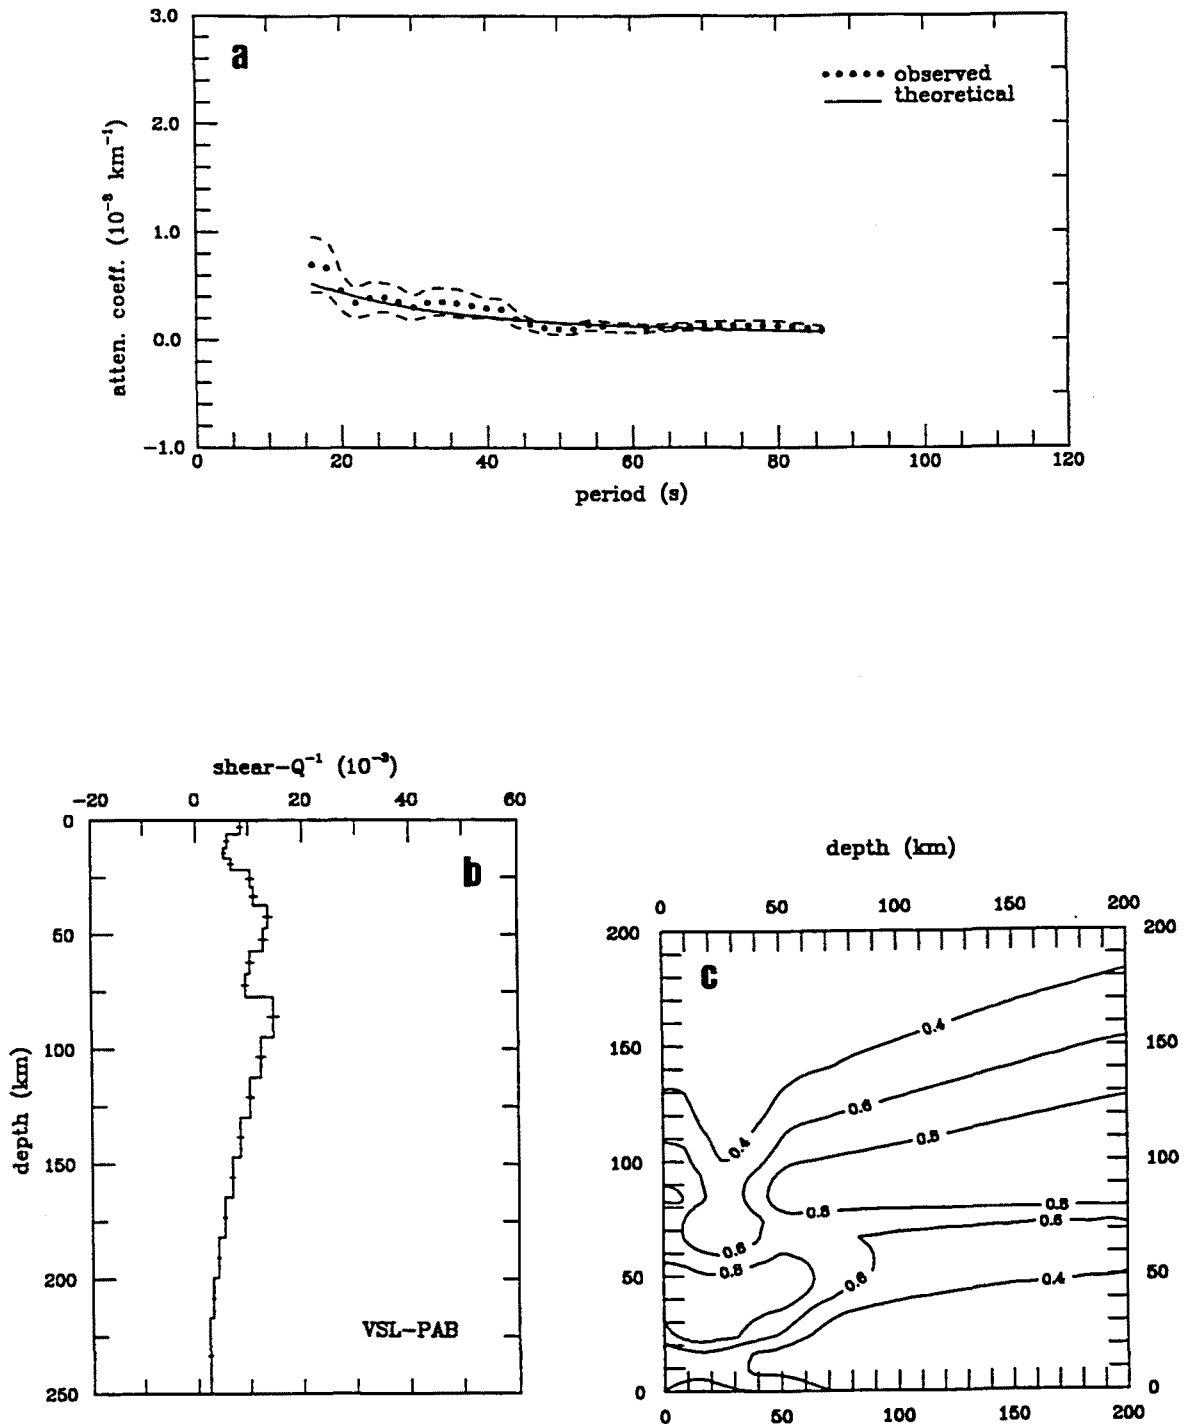 3.0
a
observed
theoretical
2.0
1.0
0.0
-1.0
atten. coeff. (10⁻³ km⁻¹)
0 20 40 60 80 100 120
period (s)
shear-Q⁻¹ (10⁻³)
-20 0 20 40 60
0
50
100
150
200
250
depth (km)
b
VSL-PAB
depth (km)
0 50 100 150 200
200 200
150 150
100 100
50 50
0 0
c
0.4
0.6
0.8
0.4
0.8
0.8
0.6
0.6
0.8
0.6
0.4
0 50 100 150 200